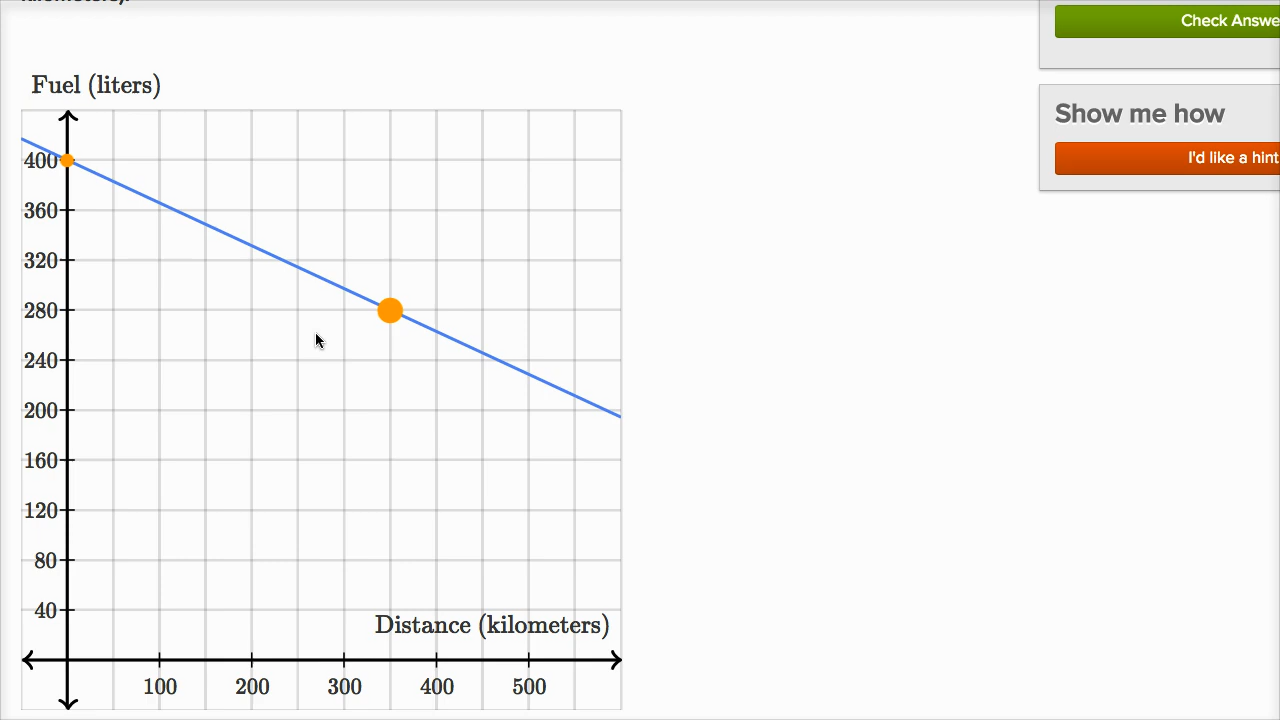 Check Answe
Fuel (liters)
Show me how
I'd like a hint
400
360
320
280
240
200
160
120
80
40
Distance (kilometers)
100 200 300 400 500